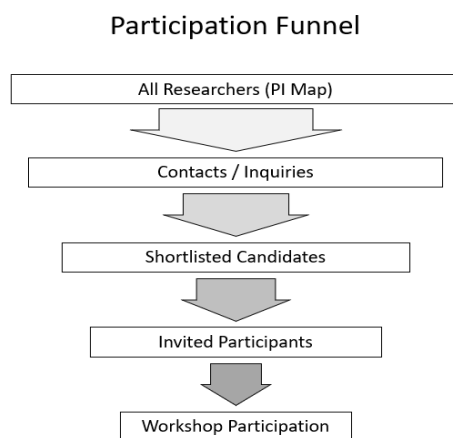 Participation Funnel
All Researchers (PI Map)
Contacts / Inquiries
Shortlisted Candidates
Invited Participants
Workshop Participation